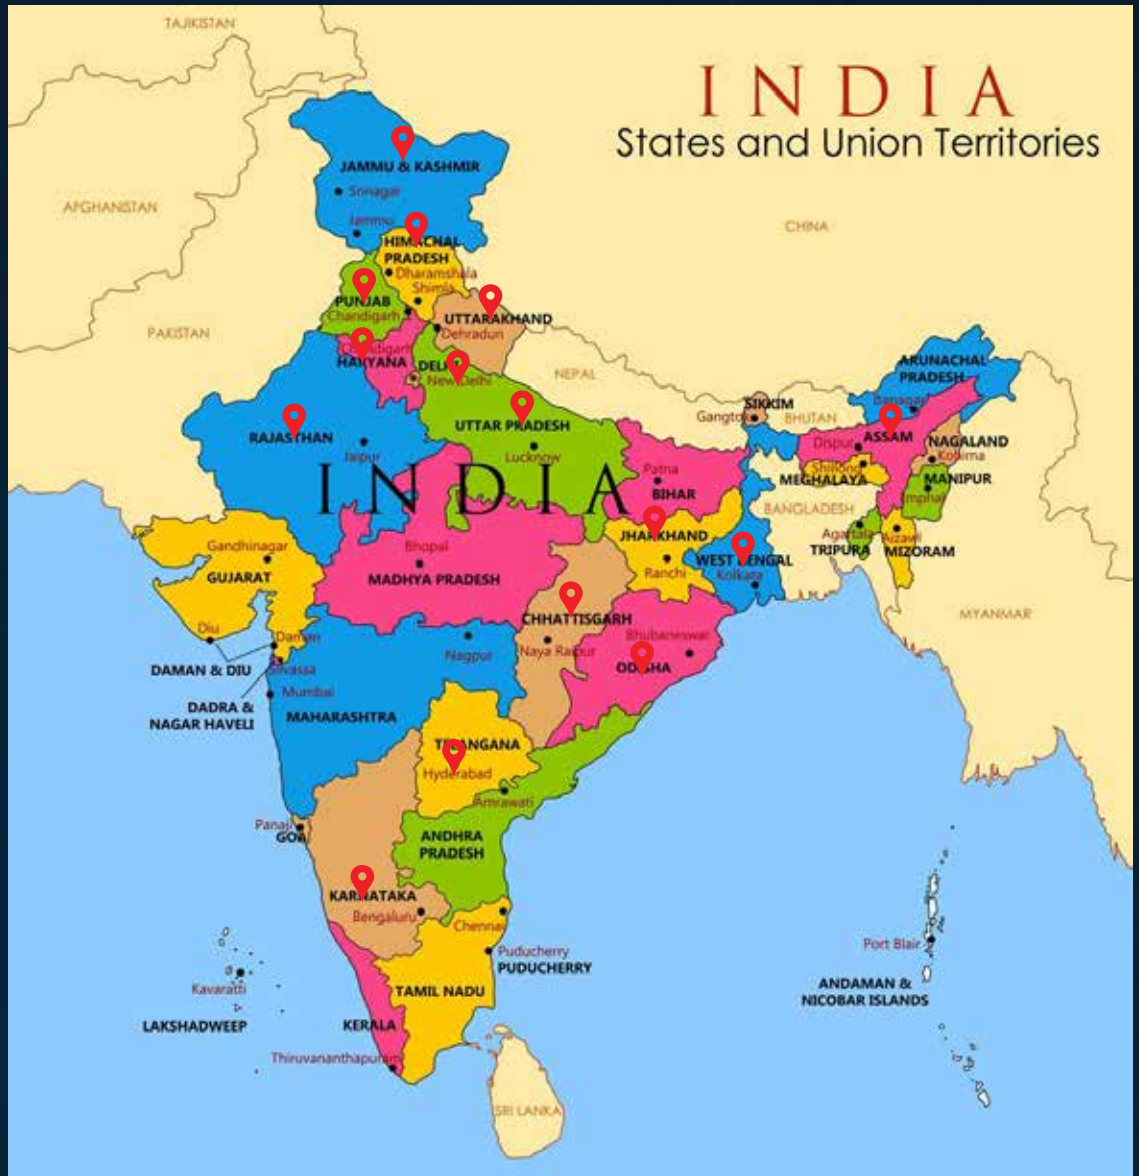 TAJIKISTAN
INDIA
States and Union Territories
JAMMU & KASHMIR
Srinagar
AFGHANISTAN
CHINA
Jammu
HIMACHAL
PRADESH
Dharamshala
Shimla
PUNJAB
Chandigarh
UTTARAKHAND
Dehradun
PAKISTAN
Chandigarh
HARYANA
DELHI
New Delhi
NEPAL
ARUNACHAL
PRADESH
Itanagar
SIKKIM
Gangtok
BHUTAN
RAJASTHAN
Jaipur
UTTAR PRADESH
Lucknow
Dispur
ASSAM
NAGALAND
Kohima
Patna
BIHAR
Shillong
MEGHALAYA
MANIPUR
Imphal
INDIA
BANGLADESH
Agartala
TRIPURA
Aizawl
MIZORAM
Gandhinagar
GUJARAT
Bhopal
MADHYA PRADESH
JHARKHAND
Ranchi
WEST BENGAL
Kolkata
MYANMAR
CHHATTISGARH
Naya Raipur
Bhubaneswar
ODISHA
Diu
Daman
DAMAN & DIU
Silvassa
Nagpur
DADRA &
NAGAR HAVELI
Mumbai
MAHARASHTRA
TELANGANA
Hyderabad
Amrawati
Panaji
GOA
ANDHRA
PRADESH
KARNATAKA
Bengaluru
Chennai
Puducherry
PUDUCHERRY
Port Blair
ANDAMAN &
NICOBAR ISLANDS
Kavaratti
LAKSHADWEEP
TAMIL NADU
KERALA
Thiruvananthapuram
SRI LANKA